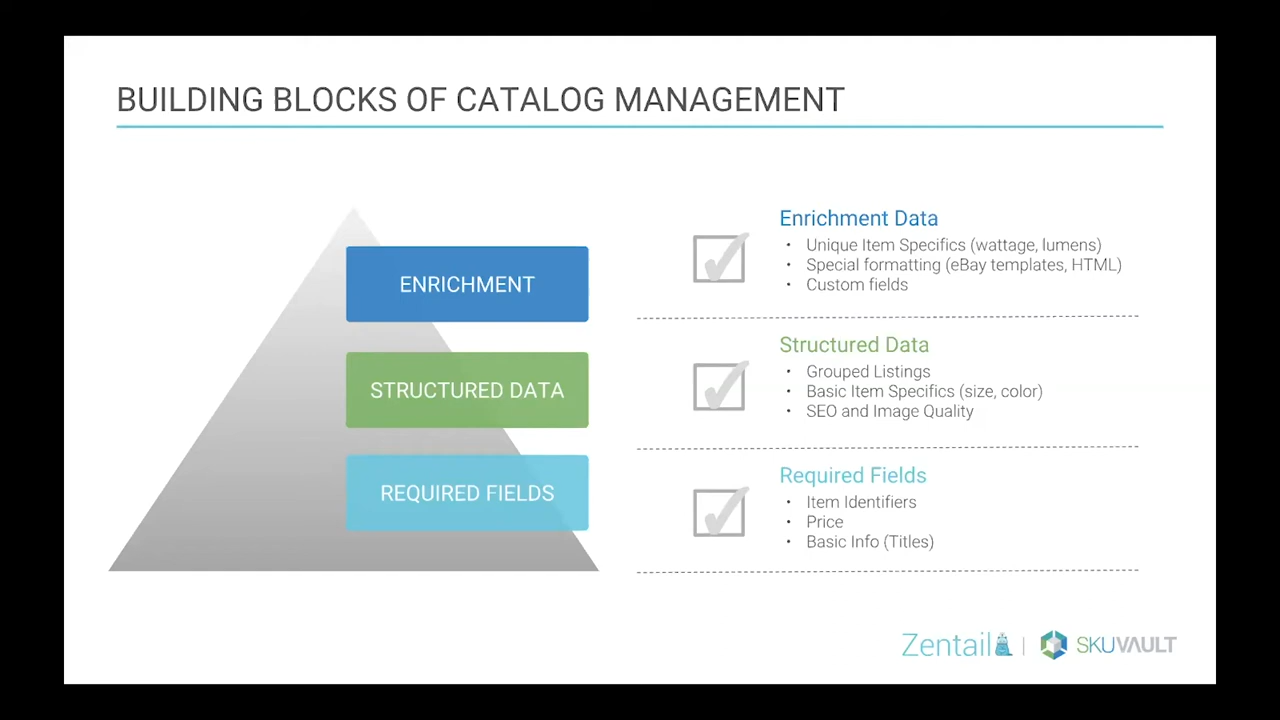 BUILDING BLOCKS OF CATALOG MANAGEMENT
ENRICHMENT
STRUCTURED DATA
REQUIRED FIELDS
Enrichment Data
• Unique Item Specifics (wattage, lumens)
• Special formatting (eBay templates, HTML)
• Custom fields
Structured Data
• Grouped Listings
• Basic Item Specifics (size, color)
• SEO and Image Quality
Required Fields
• Item Identifiers
• Price
• Basic Info (Titles)
Zentail | SKUVAULT